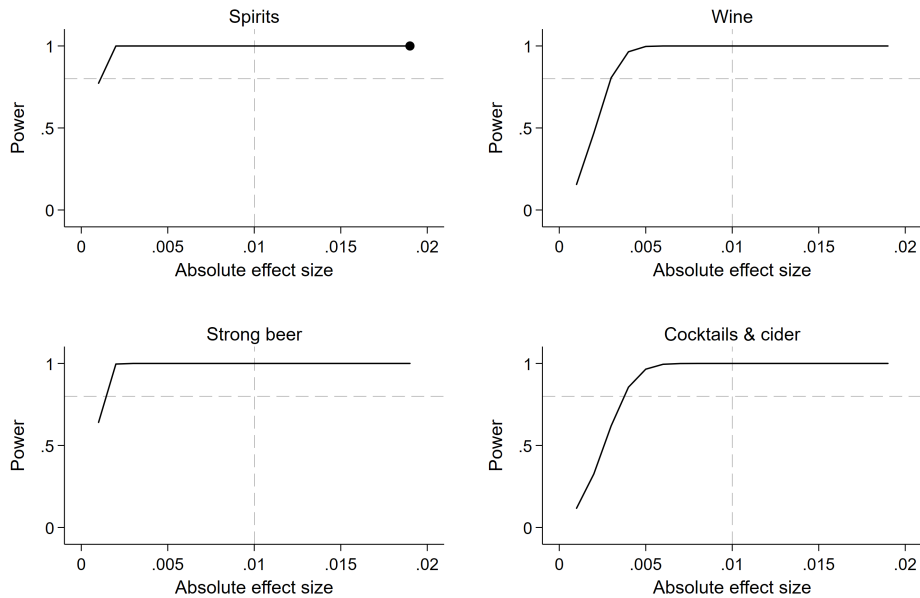 Spirits
Power
1
.5
0
0 .005 .01 .015 .02
Absolute effect size
Wine
Power
1
.5
0
0 .005 .01 .015 .02
Absolute effect size
Strong beer
Power
1
.5
0
0 .005 .01 .015 .02
Absolute effect size
Cocktails & cider
Power
1
.5
0
0 .005 .01 .015 .02
Absolute effect size